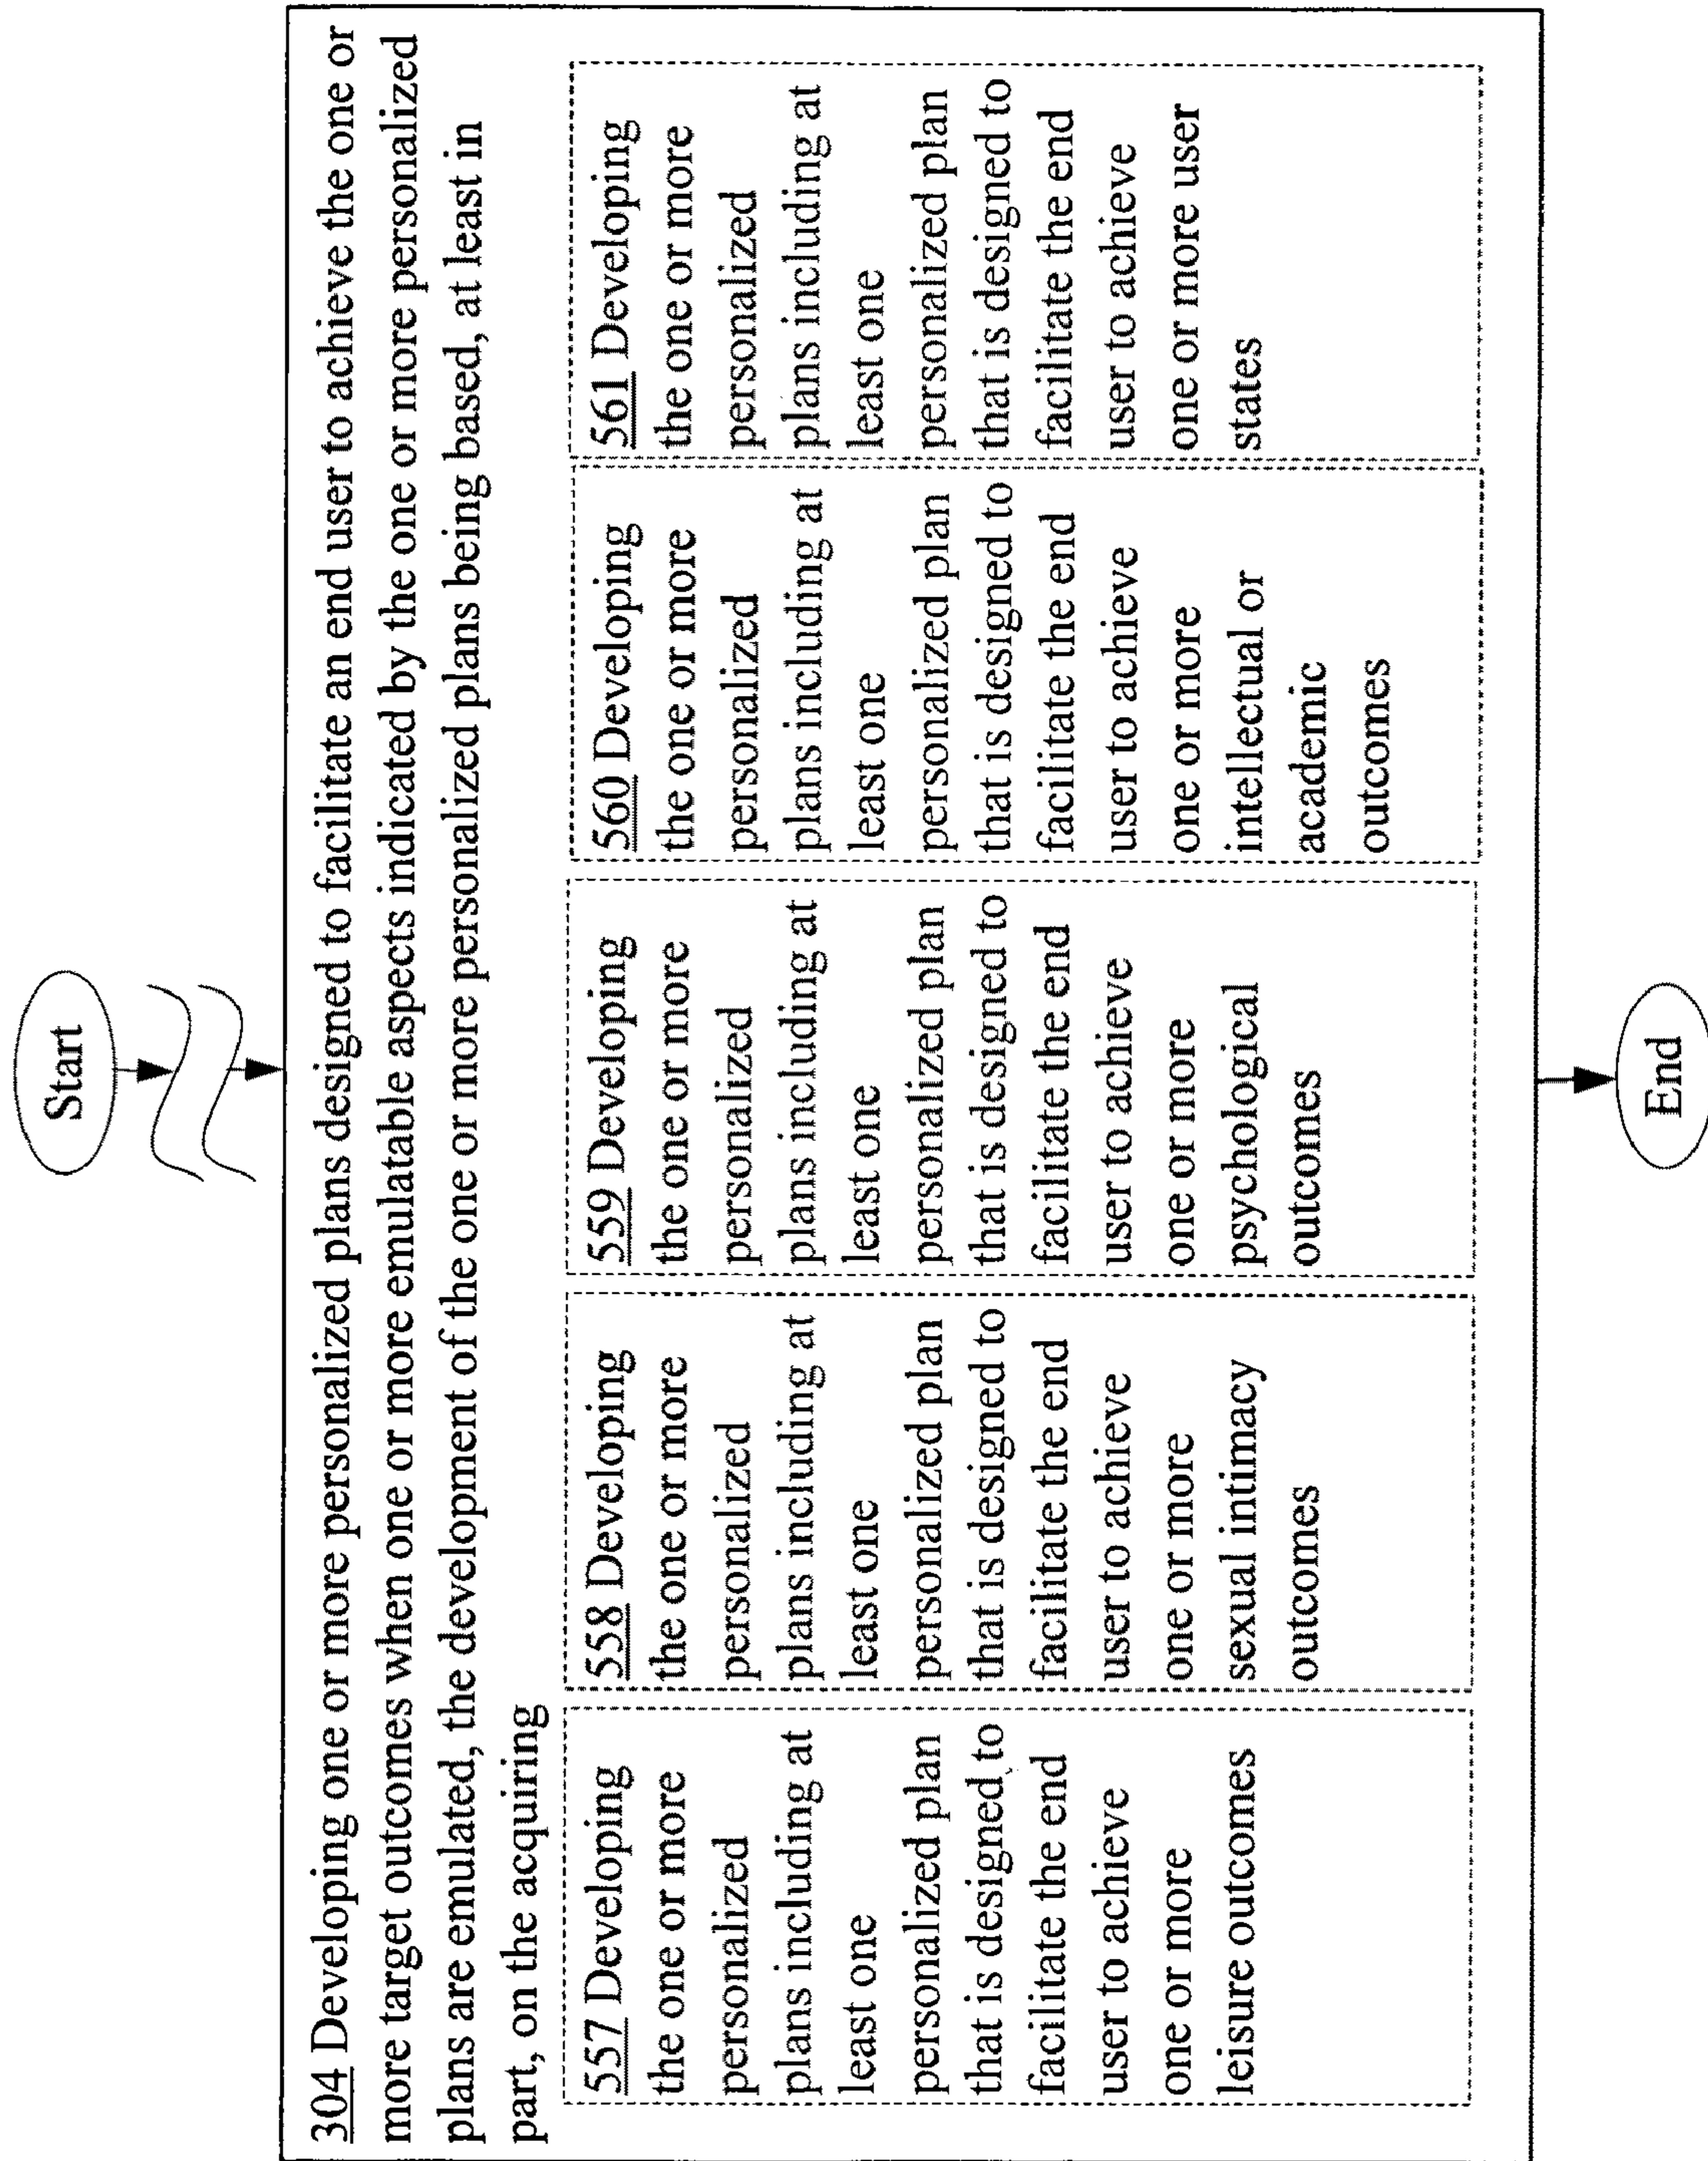 Start
304 Developing one or more personalized plans designed to facilitate an end user to achieve the one or
more target outcomes when one or more emulatable aspects indicated by the one or more personalized
plans are emulated, the development of the one or more personalized plans being based, at least in
part, on the acquiring
557 Developing
the one or more
personalized
plans including at
least one
personalized plan
that is designed to
facilitate the end
user to achieve
one or more
leisure outcomes
558 Developing
the one or more
personalized
plans including at
least one
personalized plan
that is designed to
facilitate the end
user to achieve
one or more
sexual intimacy
outcomes
559 Developing
the one or more
personalized
plans including at
least one
personalized plan
that is designed to
facilitate the end
user to achieve
one or more
psychological
outcomes
560 Developing
the one or more
personalized
plans including at
least one
personalized plan
that is designed to
facilitate the end
user to achieve
one or more
intellectual or
academic
outcomes
561 Developing
the one or more
personalized
plans including at
least one
personalized plan
that is designed to
facilitate the end
user to achieve
one or more user
states
End